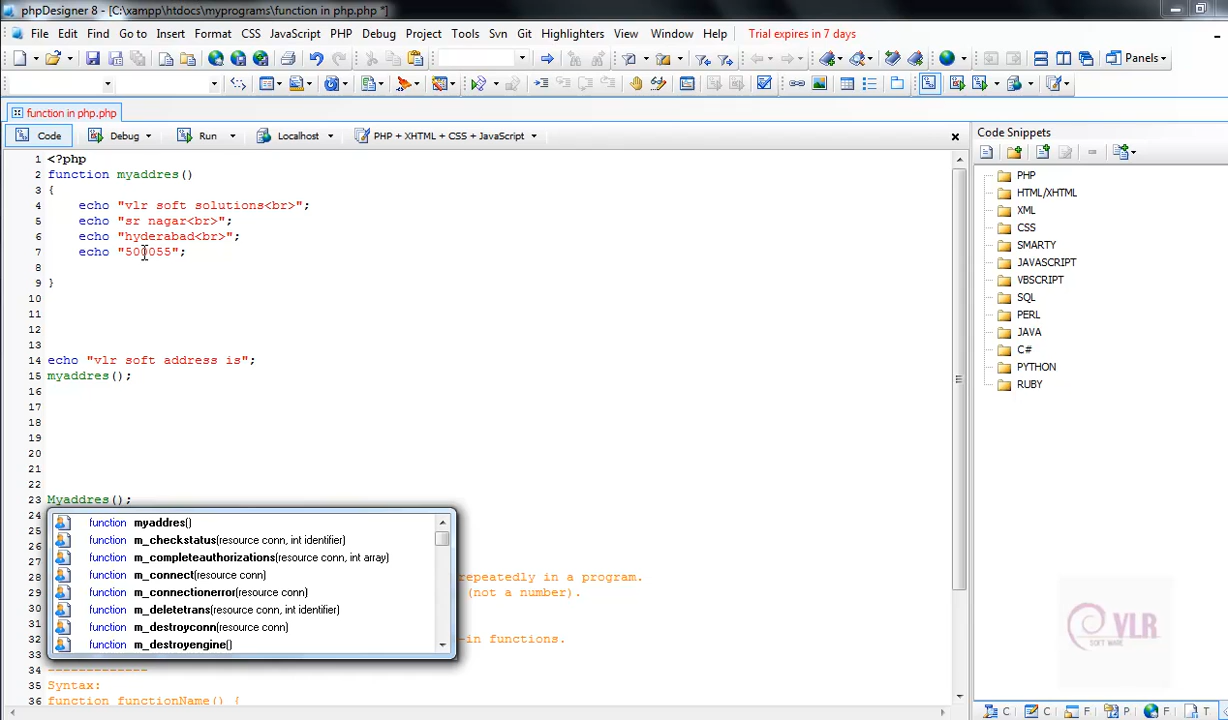 phpDesigner 8 - [C:\xampp\htdocs\myprograms\function in php.php *]
File Edit Find Go to Insert Format CSS JavaScript PHP Debug Project Tools Svn Git Highlighters View Window Help Trial expires in 7 days
Panels
function in php.php
Code Debug Run Localhost PHP + XHTML + CSS + JavaScript
Code Snippets
1 <?php
2 function myaddres()
3 {
4 echo "vlr soft solutions<br>";
5 echo "sr nagar<br>";
6 echo "hyderabad<br>";
7 echo "500055";
8
9 }
10
11
12
13
14 echo "vlr soft address is";
15 myaddres();
16
17
18
19
20
21
22
23 Myaddres();
24
25
26
27
28 repeatedly in a program.
29 (not a number).
30
31
32 -in functions.
33
34 -------------
35 Syntax:
36 function functionName() {
function myaddres()
function m_checkstatus(resource conn, int identifier)
function m_completeauthorizations(resource conn, int array)
function m_connect(resource conn)
function m_connectionerror(resource conn)
function m_deletetrans(resource conn, int identifier)
function m_destroyconn(resource conn)
function m_destroyengine()
PHP
HTML/XHTML
XML
CSS
SMARTY
JAVASCRIPT
VBSCRIPT
SQL
PERL
JAVA
C#
PYTHON
RUBY
VLR
SOFT WARE
C C F P F T